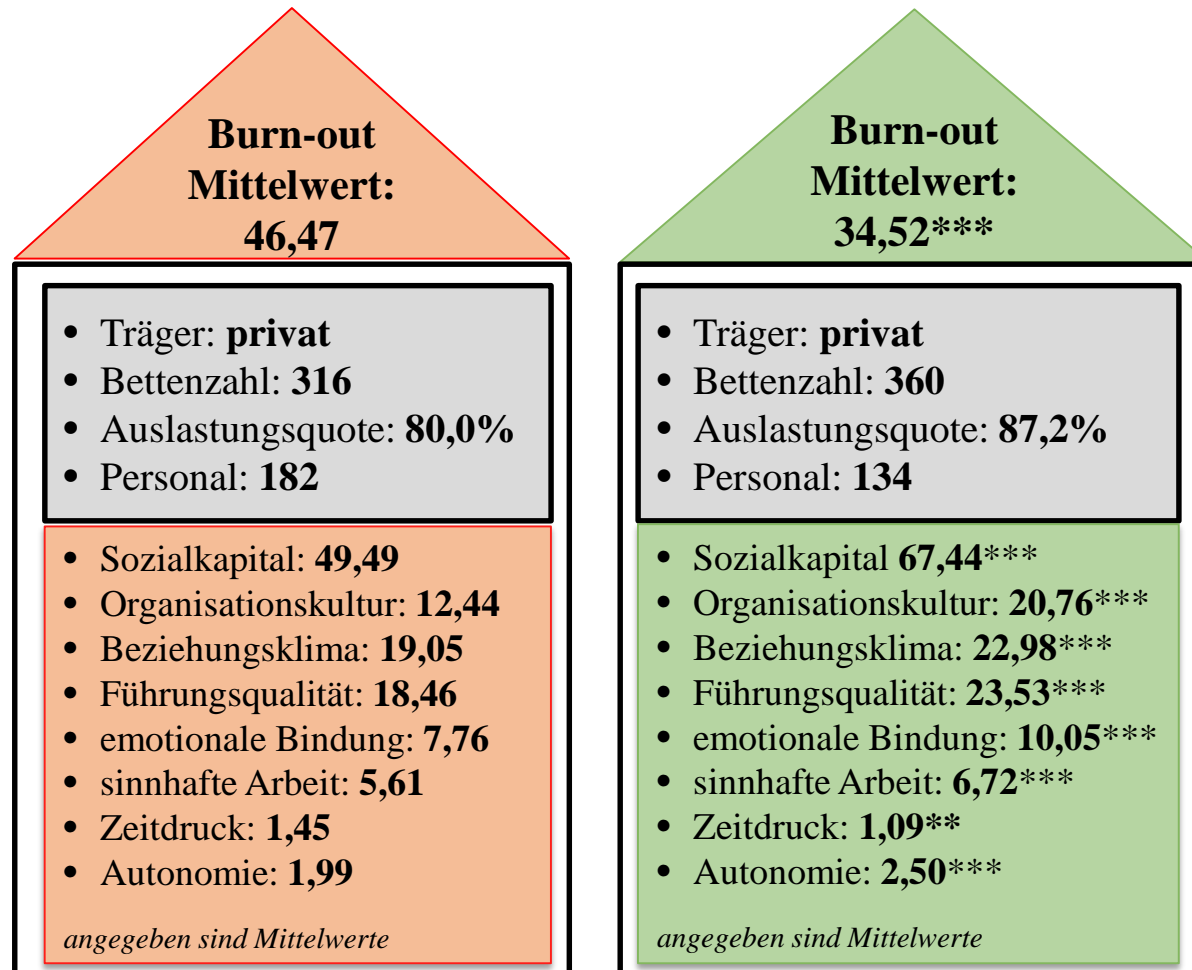 Burn-out
Mittelwert:
46,47
• Träger: privat
• Bettenzahl: 316
• Auslastungsquote: 80,0%
• Personal: 182
• Sozialkapital: 49,49
• Organisationskultur: 12,44
• Beziehungsklima: 19,05
• Führungsqualität: 18,46
• emotionale Bindung: 7,76
• sinnhafte Arbeit: 5,61
• Zeitdruck: 1,45
• Autonomie: 1,99
angegeben sind Mittelwerte
Burn-out
Mittelwert:
34,52***
• Träger: privat
• Bettenzahl: 360
• Auslastungsquote: 87,2%
• Personal: 134
• Sozialkapital 67,44***
• Organisationskultur: 20,76***
• Beziehungsklima: 22,98***
• Führungsqualität: 23,53***
• emotionale Bindung: 10,05***
• sinnhafte Arbeit: 6,72***
• Zeitdruck: 1,09**
• Autonomie: 2,50***
angegeben sind Mittelwerte